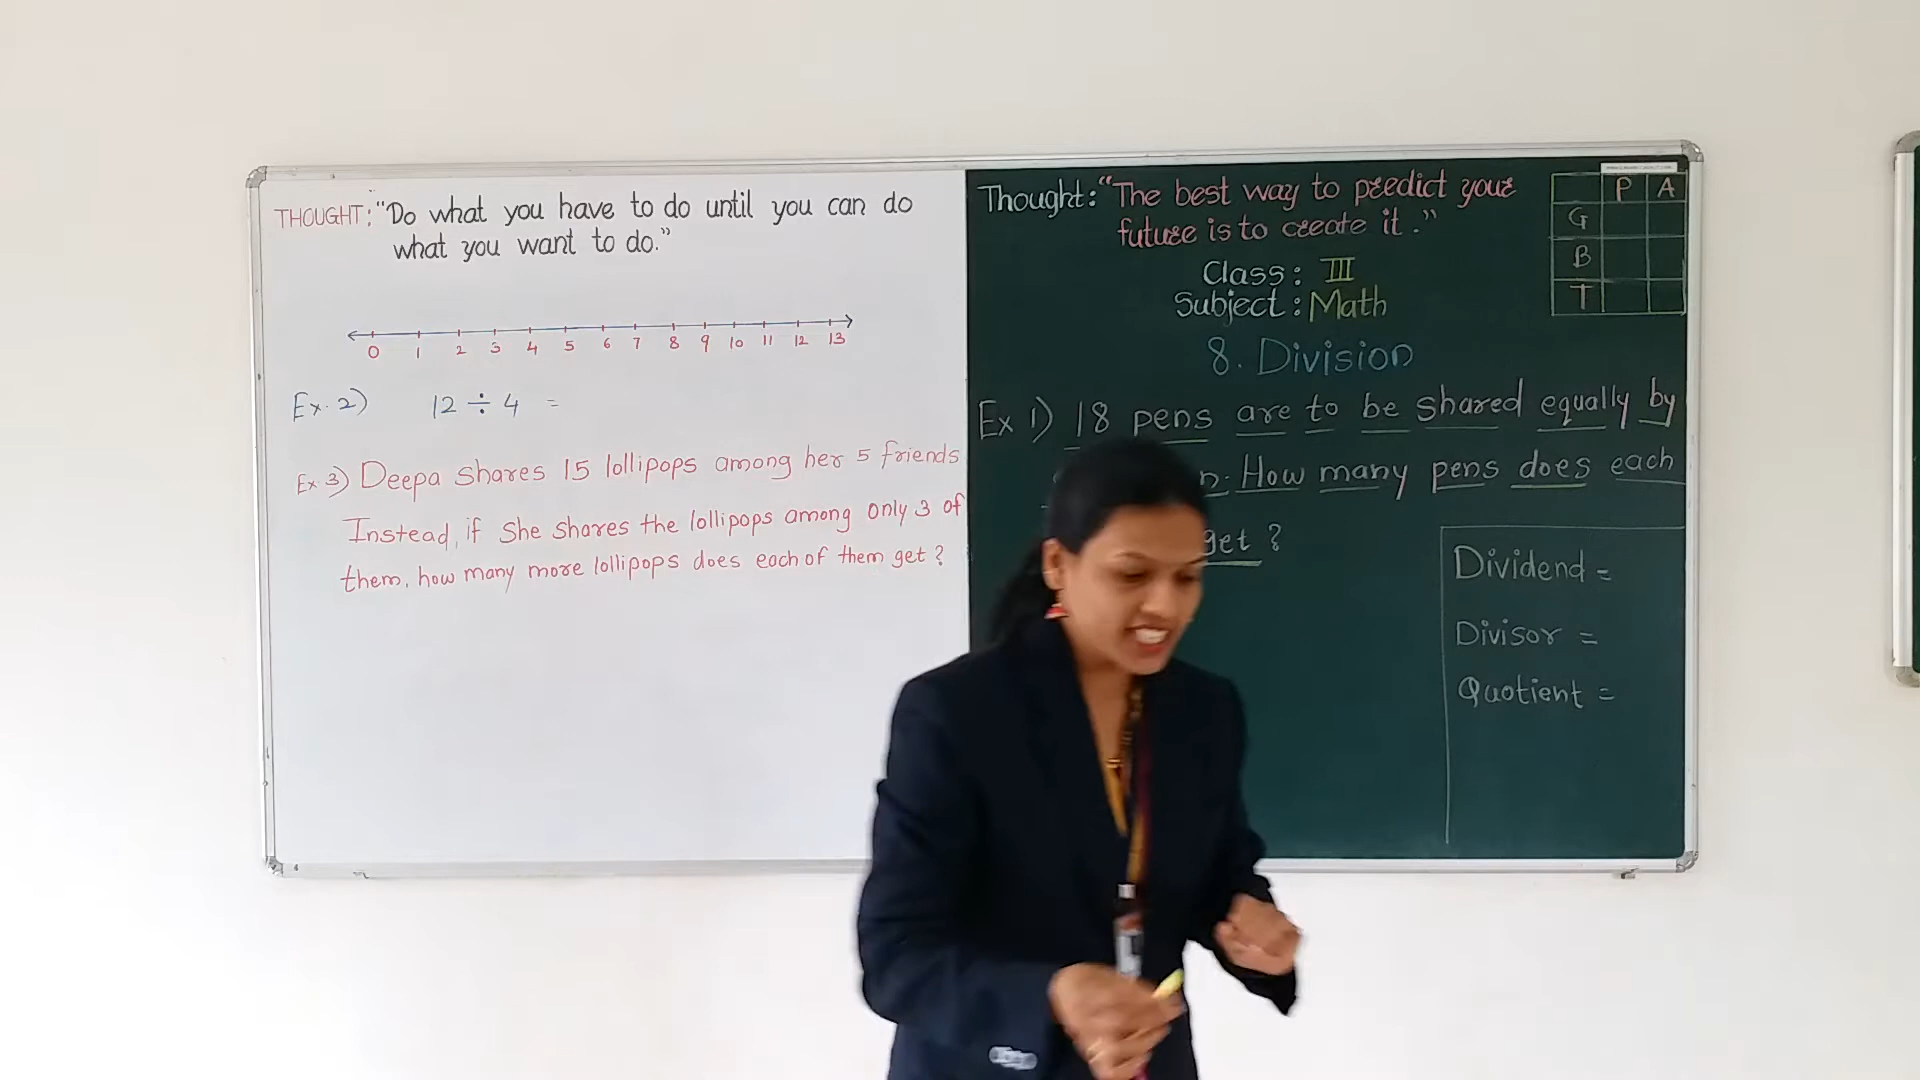 THOUGHT: "Do what you have to do until you can do
what you want to do."
0 1 2 3 4 5 6 7 8 9 10 11 12 13
Ex. 2) 12 ÷ 4 =
Ex 3) Deepa shares 15 lollipops among her 5 friends
Instead, if she shares the lollipops among only 3 of
them, how many more lollipops does each of them get ?
Thought: "The best way to predict your
future is to create it."
P A
G
B
T
Class : III
Subject : Math
8. Division
Ex 1) 18 pens are to be shared equally by
How many pens does each
get ?
Dividend =
Divisor =
Quotient =